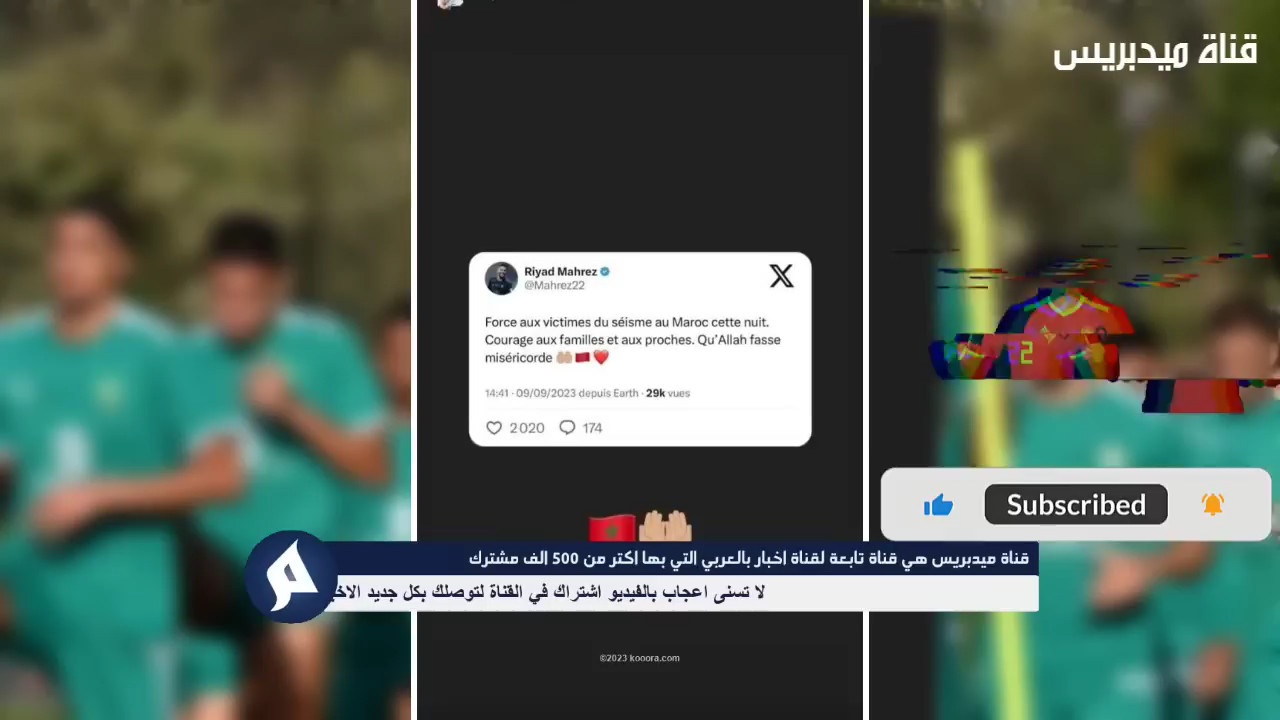 قناة ميدبريس
Riyad Mahrez
@Mahrez22
Force aux victimes du séisme au Maroc cette nuit.
Courage aux familles et aux proches. Qu'Allah fasse
miséricorde 🤲🏼🇲🇦❤️
14:41 · 09/09/2023 depuis Earth · 29k vues
2020 174
22
Subscribed
قناة ميدبريس هي قناة تابعة لقناة اخبار بالعربي التي بها اكتر من 500 الف مشترك
لا تسنى اعجاب بالفيديو اشتراك في القناة لتوصلك بكل جديد
©2023 kooora.com